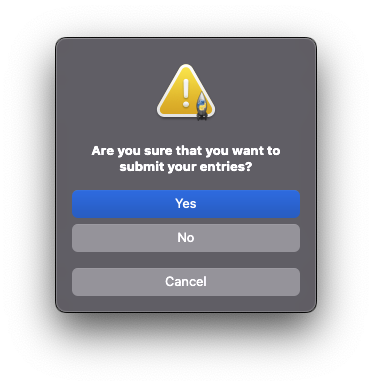 Are you sure that you want to
submit your entries?
Yes
No
Cancel